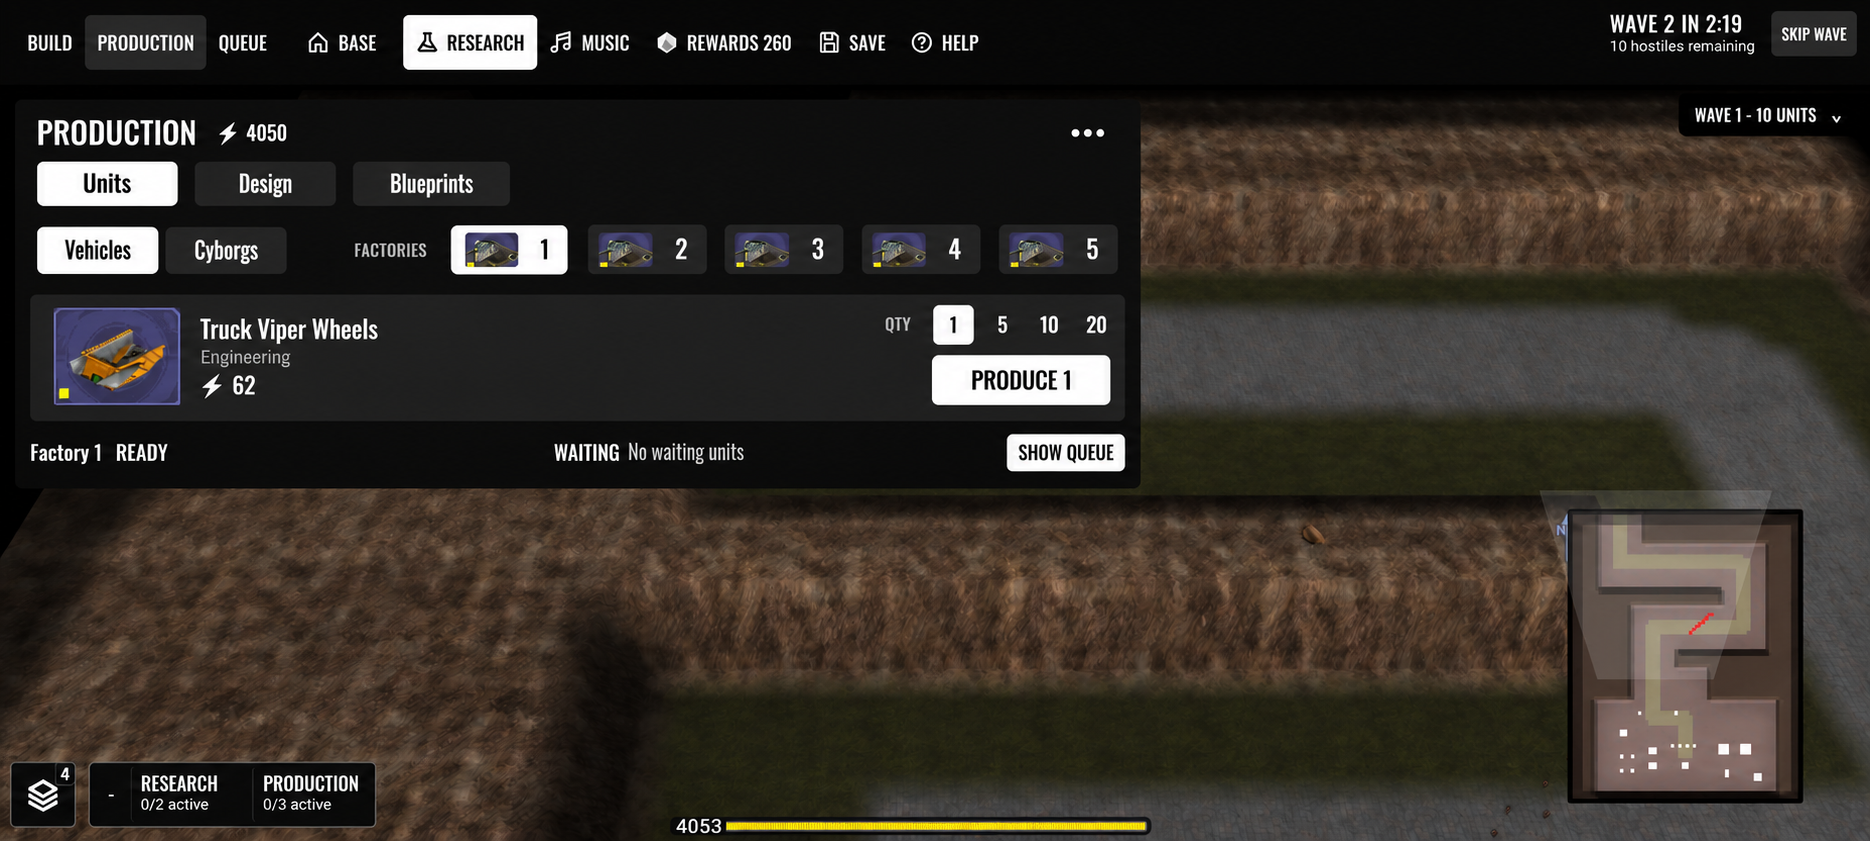 BUILD PRODUCTION QUEUE BASE RESEARCH MUSIC REWARDS 260 SAVE HELP
WAVE 2 IN 2:19
10 hostiles remaining
SKIP WAVE
WAVE 1 - 10 UNITS
PRODUCTION 4050
Units Design Blueprints
Vehicles Cyborgs FACTORIES 1 2 3 4 5
Truck Viper Wheels
Engineering
62
QTY 1 5 10 20
PRODUCE 1
Factory 1 READY WAITING No waiting units SHOW QUEUE
N
4
-
RESEARCH
0/2 active
PRODUCTION
0/3 active
4053